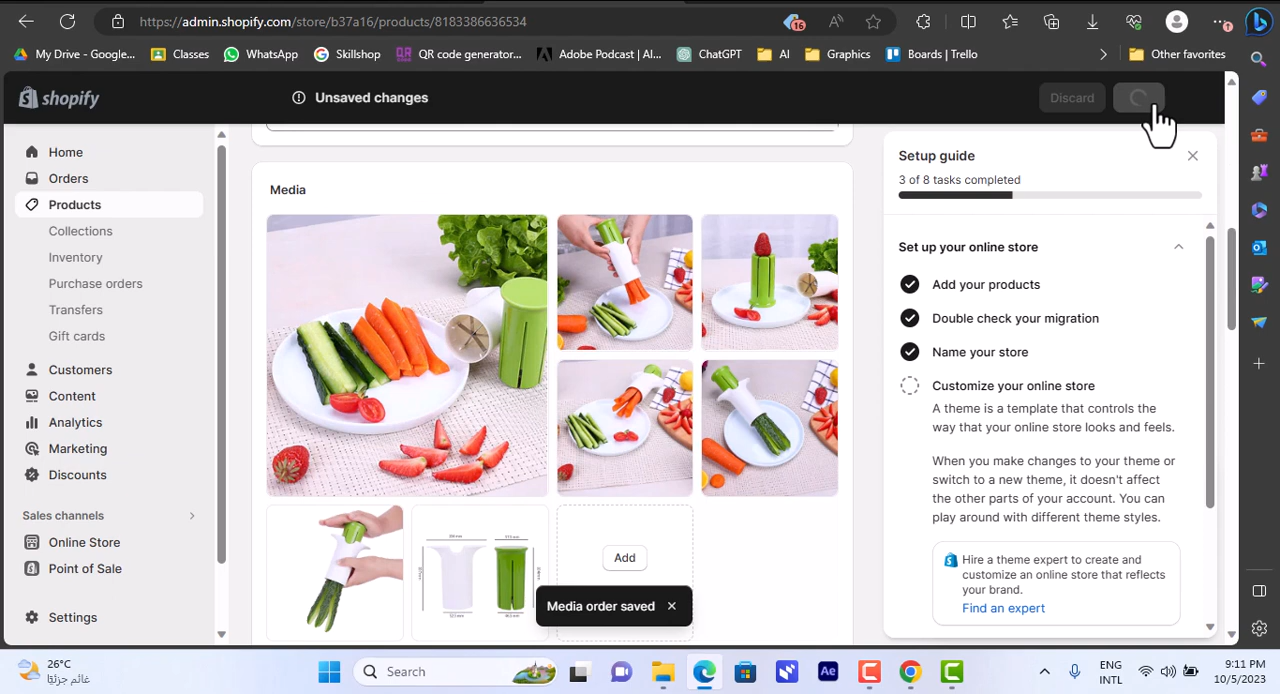 https://admin.shopify.com/store/b37a16/products/8183386636534
16
My Drive - Google...
Classes
WhatsApp
Skillshop
QR code generator...
Adobe Podcast | AI...
ChatGPT
AI
Graphics
Boards | Trello
Other favorites
shopify
Unsaved changes
Discard
Home
Orders
Products
Collections
Inventory
Purchase orders
Transfers
Gift cards
Customers
Content
Analytics
Marketing
Discounts
Sales channels
Online Store
Point of Sale
Settings
Media
Add
Media order saved
Setup guide
3 of 8 tasks completed
Set up your online store
Add your products
Double check your migration
Name your store
Customize your online store
A theme is a template that controls the
way that your online store looks and feels.
When you make changes to your theme or
switch to a new theme, it doesn't affect
the other parts of your account. You can
play around with different theme styles.
Hire a theme expert to create and
customize an online store that reflects
your brand.
Find an expert
26°C
غائم جزئيًا
Search
Ae
ENG
INTL
9:11 PM
10/5/2023